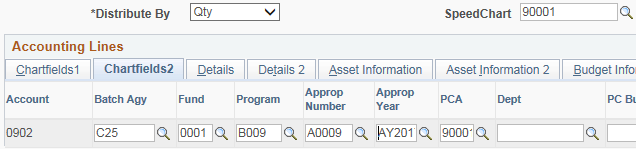 *Distribute By Qty SpeedChart 90001
Accounting Lines
Chartfields1 Chartfields2 Details Details 2 Asset Information Asset Information 2 Budget Infor
Account Batch Agy Fund Program Approp Number Approp Year PCA Dept PC Bu
0902 C25 0001 B009 A0009 AY201 9000